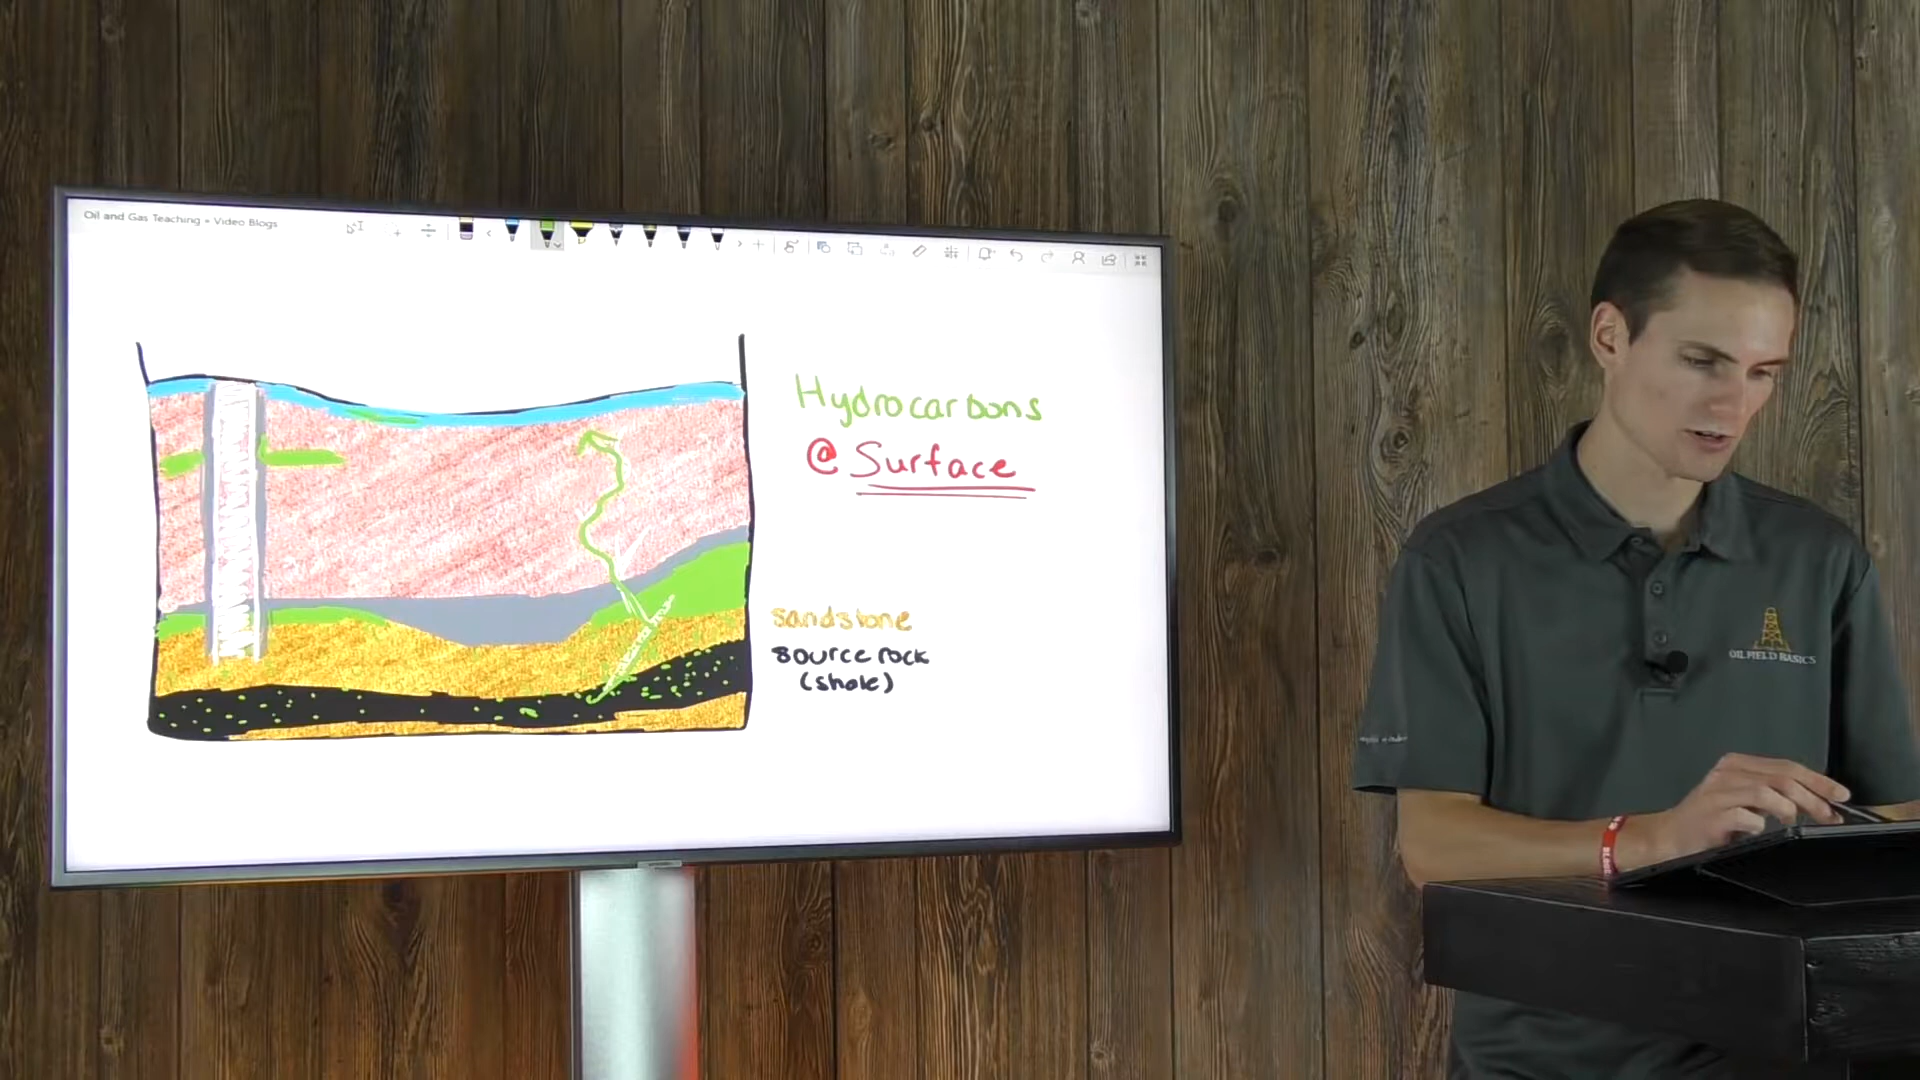 Oil and Gas Teaching » Video Blogs
Hydrocarbons
@ Surface
sandstone
source rock
(shale)
OILFIELD BASICS